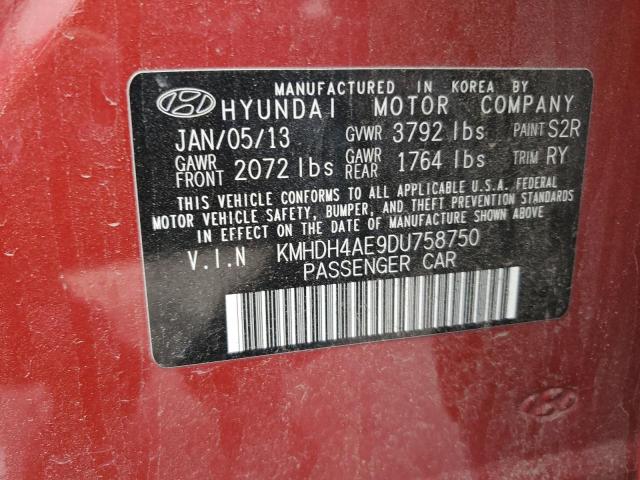 MANUFACTURED IN KOREA BY
HYUNDAI MOTOR COMPANY
JAN/05/13 GVWR 3792 lbs PAINT S2R
GAWR FRONT 2072 lbs GAWR REAR 1764 lbs TRIM RY
THIS VEHICLE CONFORMS TO ALL APPLICABLE U.S.A. FEDERAL
MOTOR VEHICLE SAFETY, BUMPER, AND THEFT PREVENTION STANDARDS
IN EFFECT ON THE DATE OF MANUFACTURE SHOWN ABOVE
V.I.N KMHDH4AE9DU758750
PASSENGER CAR